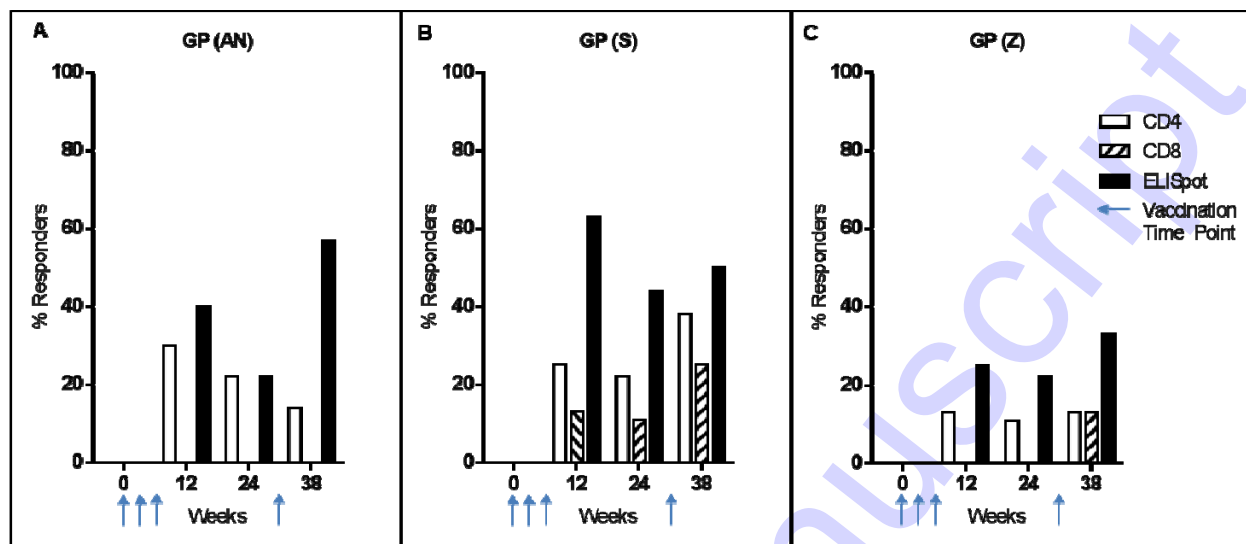 A
GP (AN)
100
80
60
40
20
0
% Responders
0 12 24 38
Weeks
B
GP (S)
100
80
60
40
20
0
% Responders
0 12 24 38
Weeks
C
GP (Z)
100
80
60
40
20
0
% Responders
0 12 24 38
Weeks
CD4
CD8
ELISpot
Vaccination
Time Point
nuscript